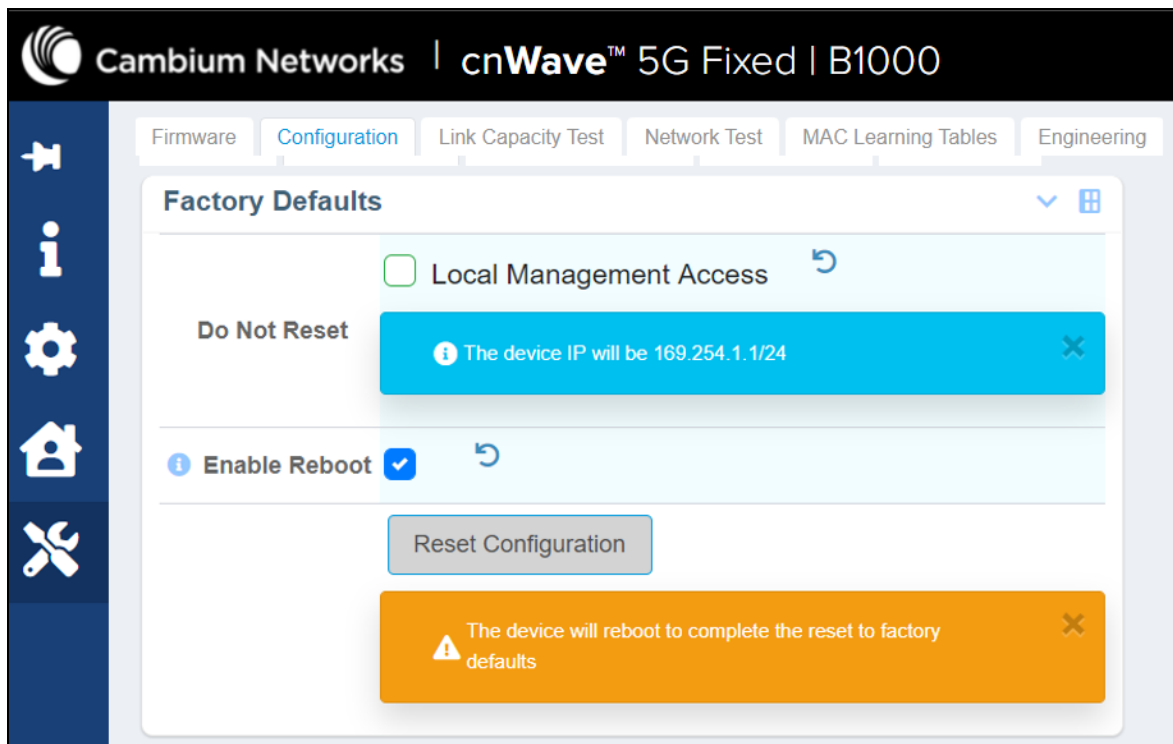 Cambium Networks | cnWave™ 5G Fixed | B1000
Firmware Configuration Link Capacity Test Network Test MAC Learning Tables Engineering
Factory Defaults
Local Management Access
Do Not Reset
The device IP will be 169.254.1.1/24
Enable Reboot
Reset Configuration
The device will reboot to complete the reset to factory
defaults